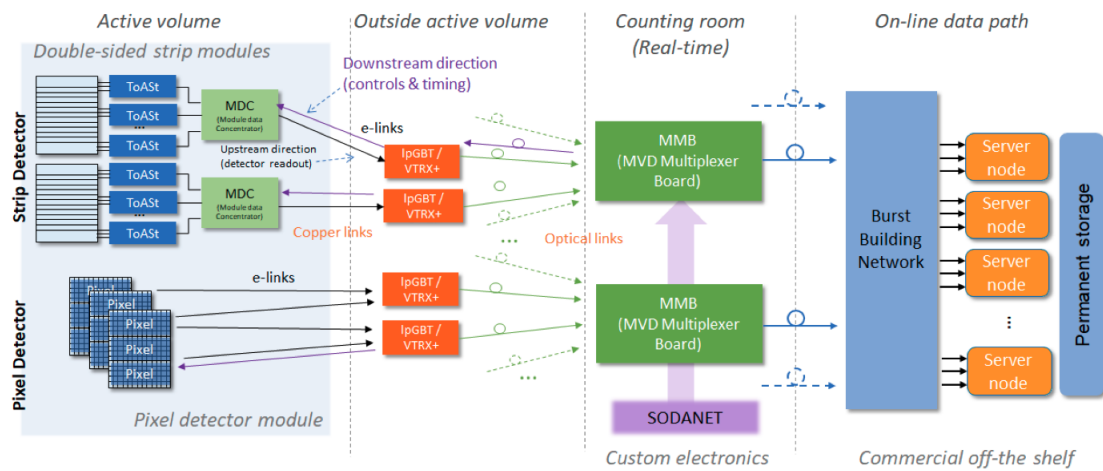 Active volume
Outside active volume
Counting room
(Real-time)
On-line data path
Double-sided strip modules
Strip Detector
ToASt
ToASt
...
ToASt
MDC
(Module data
Concentrator)
ToASt
ToASt
...
ToASt
MDC
(Module data
Concentrator)
Downstream direction
(controls & timing)
e-links
Upstream direction
(detector readout)
IpGBT /
VTRX+
IpGBT /
VTRX+
Copper links
...
Optical links
MMB
(MVD Multiplexer
Board)
Pixel Detector
Pixel
Pixel
Pixel
Pixel
Pixel detector module
e-links
IpGBT /
VTRX+
IpGBT /
VTRX+
...
MMB
(MVD Multiplexer
Board)
SODANET
Custom electronics
Burst
Building
Network
Server
node
Server
node
Server
node
...
Server
node
Permanent storage
Commercial off-the shelf